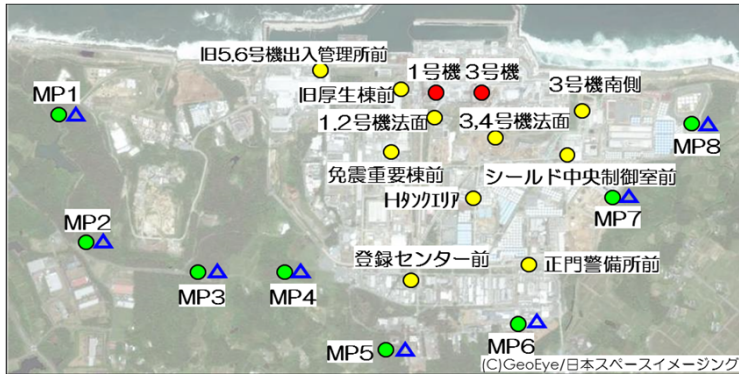 旧5.6号機出入管理所前
1号機
3号機
MP1
旧厚生棟前
3号機南側
1.2号機法面
3,4号機法面
MP8
免震重要棟前
シールド中央制御室前
Hタンクエリア
MP7
MP2
登録センター前
正門警備所前
MP3
MP4
MP6
MP5
(C)GeoEye/日本スペースイメージング